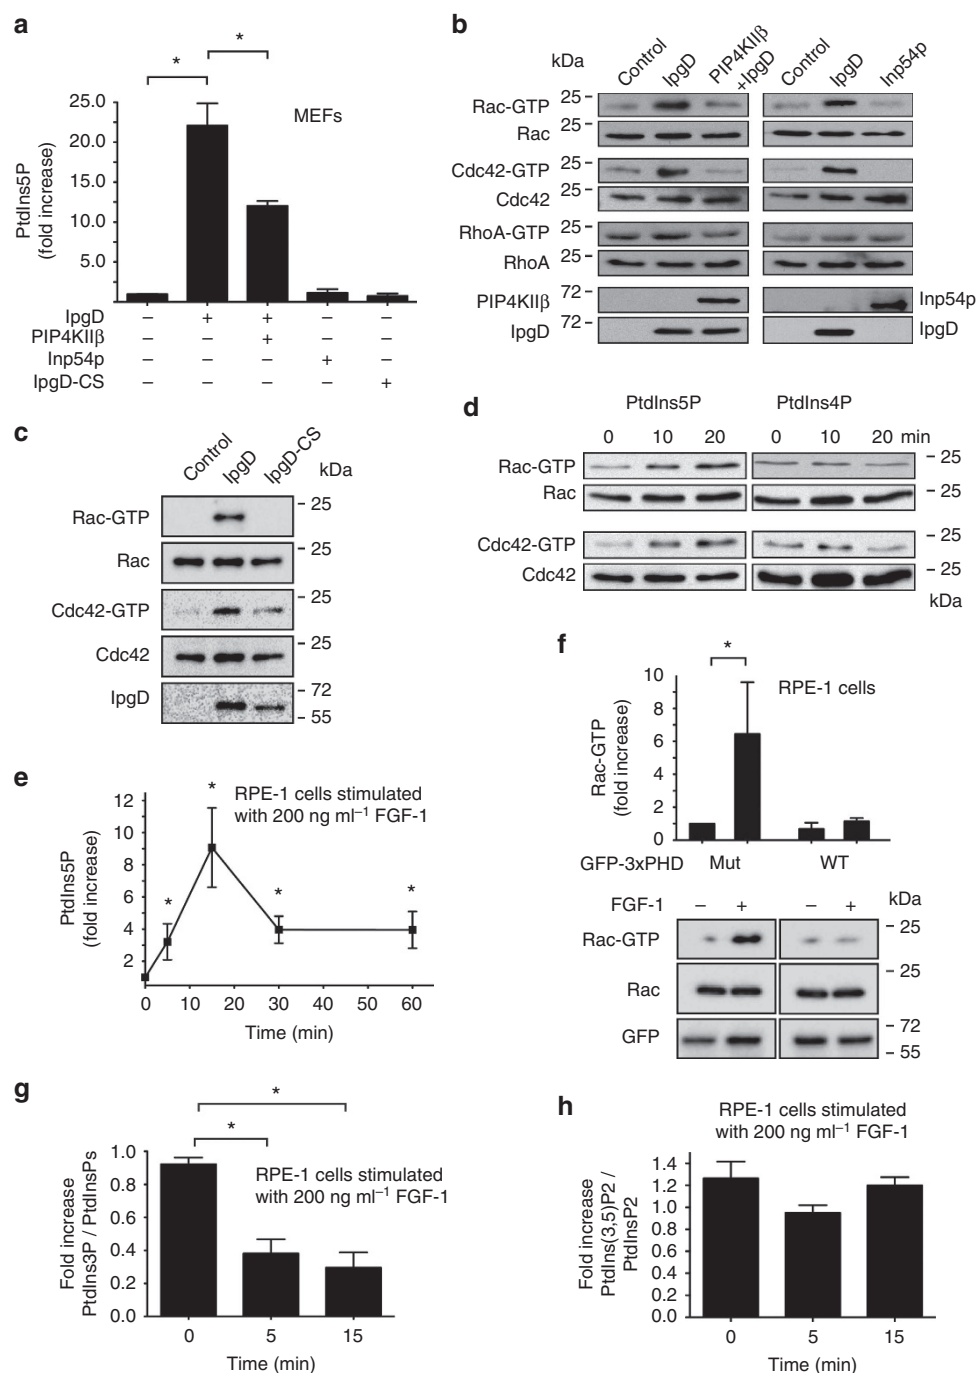 a
*
*
MEFs
PtdIns5P
(fold increase)
25.0
20.0
15.0
10.0
5.0
IpgD – + + – –
PIP4KIIβ – – + – –
Inp54p – – – + –
IpgD-CS – – – – +
b
kDa
Control
IpgD
PIP4KIIβ
+IpgD
Control
IpgD
Inp54p
Rac-GTP 25
Rac 25
Cdc42-GTP 25
Cdc42 25
RhoA-GTP 25
RhoA 25
PIP4KIIβ 72 Inp54p
IpgD 72 IpgD
c
Control
IpgD
IpgD-CS
kDa
Rac-GTP 25
Rac 25
Cdc42-GTP 25
Cdc42 25
IpgD 72
55
d
PtdIns5P PtdIns4P
0 10 20 0 10 20 min
Rac-GTP 25
Rac 25
Cdc42-GTP 25
Cdc42 25
kDa
e
RPE-1 cells stimulated
with 200 ng ml⁻¹ FGF-1
PtdIns5P
(fold increase)
12
10
8
6
4
2
*
*
*
*
0 10 20 30 40 50 60
Time (min)
f
*
RPE-1 cells
Rac-GTP
(fold increase)
10
8
6
4
2
0
GFP-3xPHD Mut WT
FGF-1 – + – + kDa
Rac-GTP 25
Rac 25
GFP 72
55
g
*
*
RPE-1 cells stimulated
with 200 ng ml⁻¹ FGF-1
Fold increase
PtdIns3P / PtdInsPs
1.0
0.8
0.6
0.4
0.2
0.0
0 5 15
Time (min)
h
RPE-1 cells stimulated
with 200 ng ml⁻¹ FGF-1
Fold increase
PtdIns(3,5)P2 /
PtdInsP2
1.4
1.2
1.0
0.8
0.6
1.4
1.2
0.0
0 5 15
Time (min)